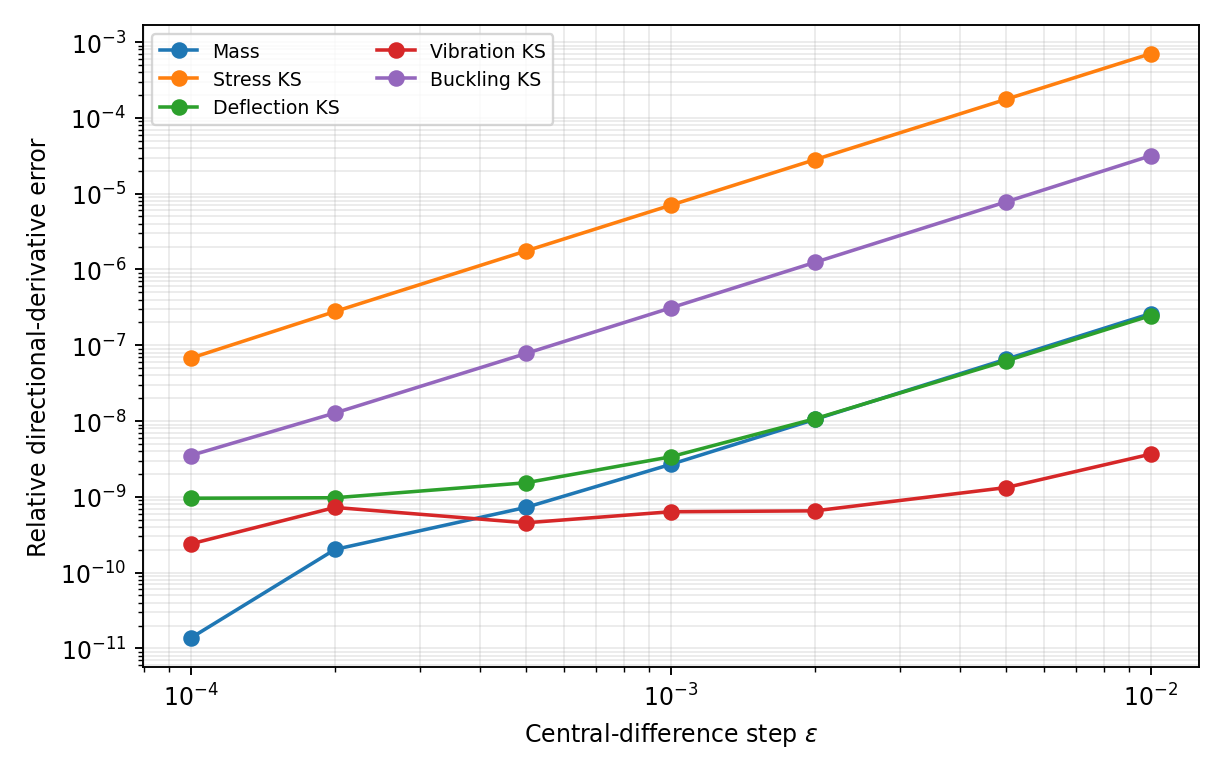 Relative directional-derivative error
10⁻³
10⁻⁴
10⁻⁵
10⁻⁶
10⁻⁷
10⁻⁸
10⁻⁹
10⁻¹⁰
10⁻¹¹
Mass
Stress KS
Deflection KS
Vibration KS
Buckling KS
10⁻⁴
10⁻³
10⁻²
Central-difference step ε